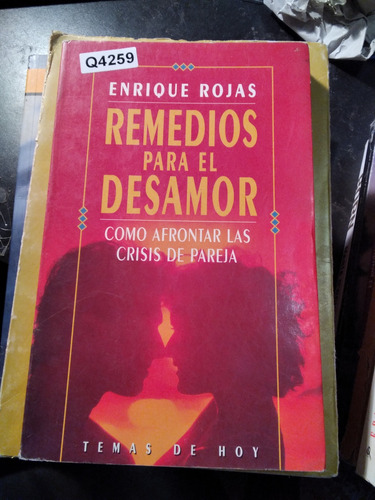 Q4259
ENRIQUE ROJAS
REMEDIOS
PARA EL
DESAMOR
COMO AFRONTAR LAS
CRISIS DE PAREJA
TEMAS DE HOY